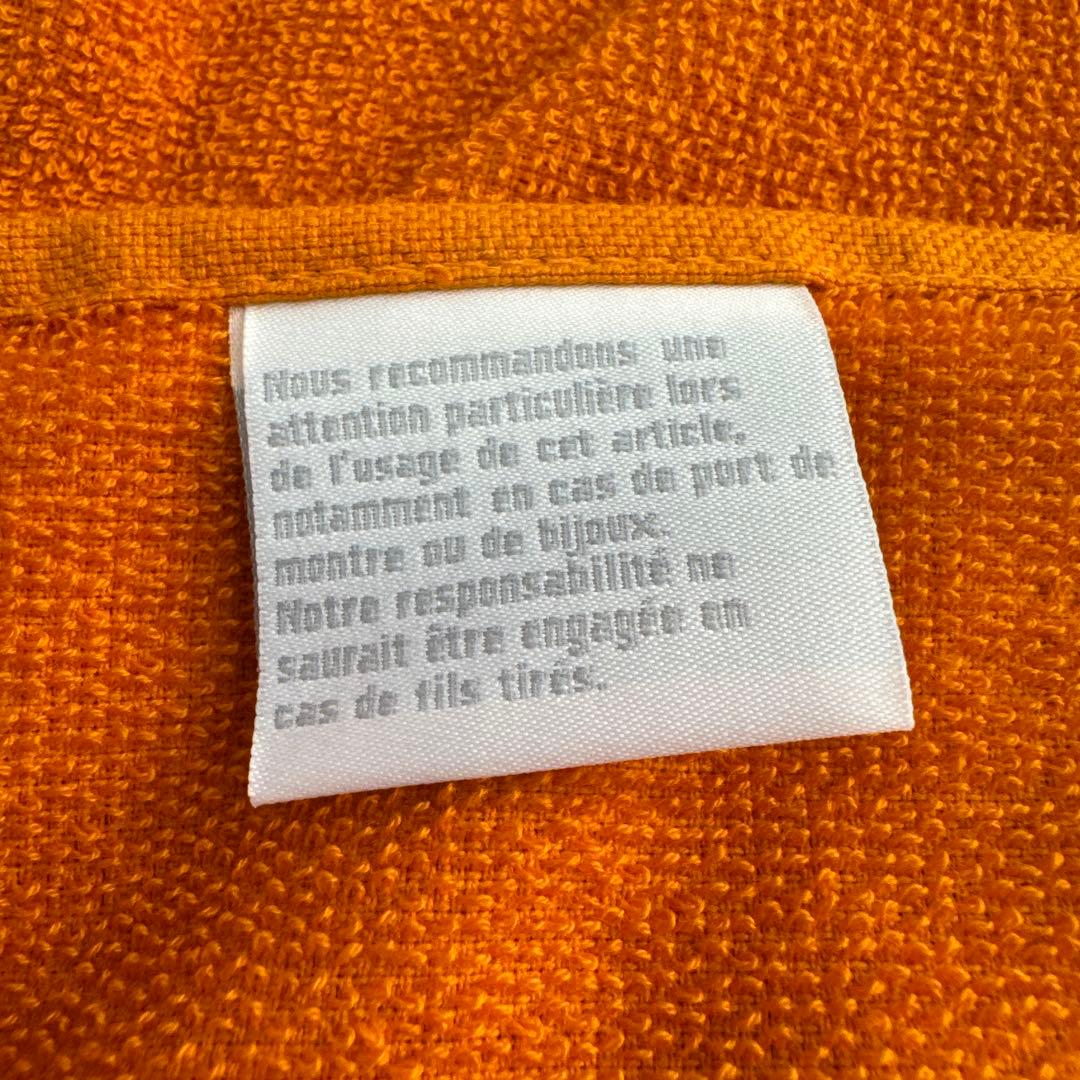 Nous recommandons une
attention particulière lors
de l'usage de cet article,
notamment en cas de port de
montre ou de bijoux.
Notre responsabilité ne
saurait être engagée en
cas de fils tirés.